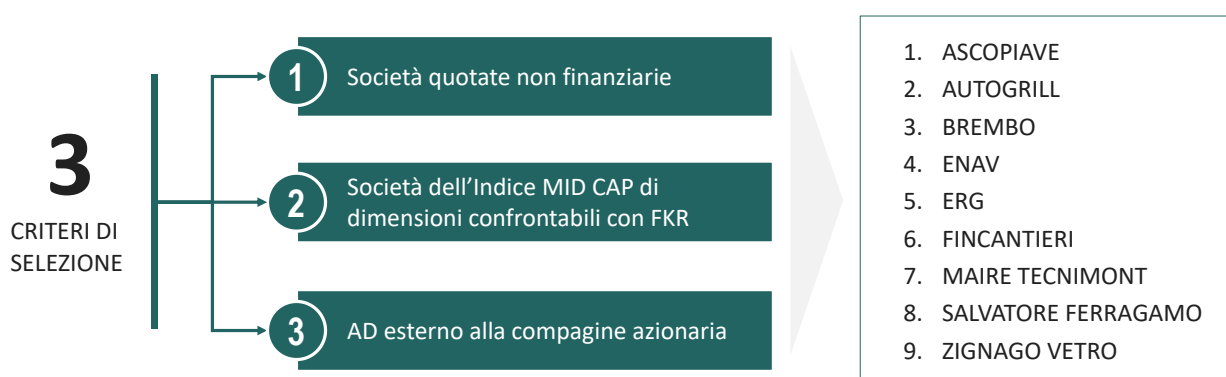 3
CRITERI DI
SELEZIONE
1
Società quotate non finanziarie
2
Società dell’Indice MID CAP di
dimensioni confrontabili con FKR
3
AD esterno alla compagine azionaria
1. ASCOPIAVE
2. AUTOGRILL
3. BREMBO
4. ENAV
5. ERG
6. FINCANTIERI
7. MAIRE TECNIMONT
8. SALVATORE FERRAGAMO
9. ZIGNAGO VETRO